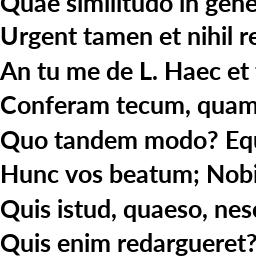 Quae similitudo in gene
Urgent tamen et nihil re
An tu me de L. Haec et
Conferam tecum, quam
Quo tandem modo? Equ
Hunc vos beatum; Nobi
Quis istud, quaeso, nesc
Quis enim redargueret?